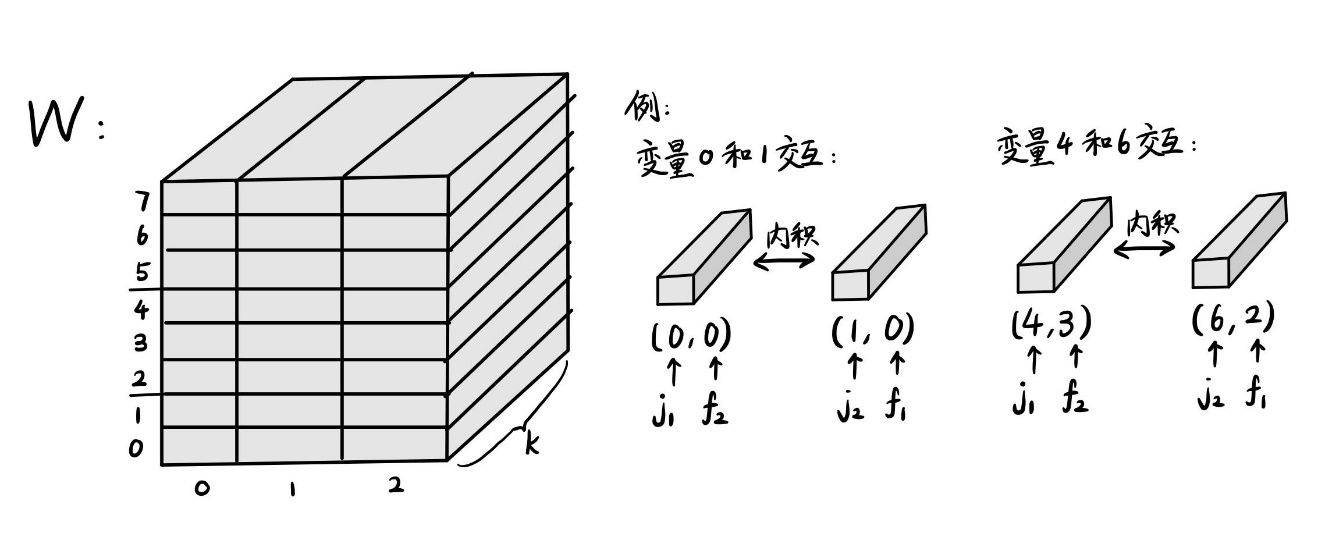 W:
7
6
5
4
3
2
1
0
0 1 2
k
例:
变量0和1交互:
内积
(0,0) (1,0)
j₁ f₂ j₂ f₁
变量4和6交互:
内积
(4,3) (6,2)
j₁ f₂ j₂ f₁